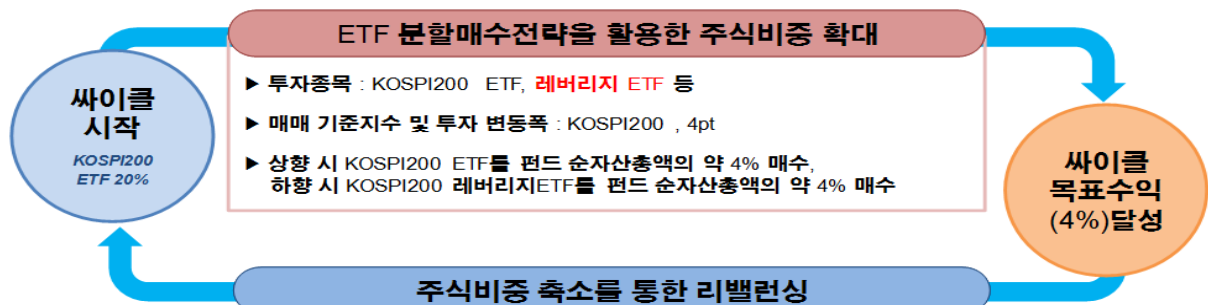 ETF 분할매수전략을 활용한 주식비중 확대
싸이클
시작
KOSPI200
ETF 20%
▶ 투자종목 : KOSPI200 ETF, 레버리지 ETF 등
▶ 매매 기준지수 및 투자 변동폭 : KOSPI200 , 4pt
▶ 상향 시 KOSPI200 ETF를 펀드 순자산총액의 약 4% 매수,
하향 시 KOSPI200 레버리지ETF를 펀드 순자산총액의 약 4% 매수
싸이클
목표수익
(4%)달성
주식비중 축소를 통한 리밸런싱